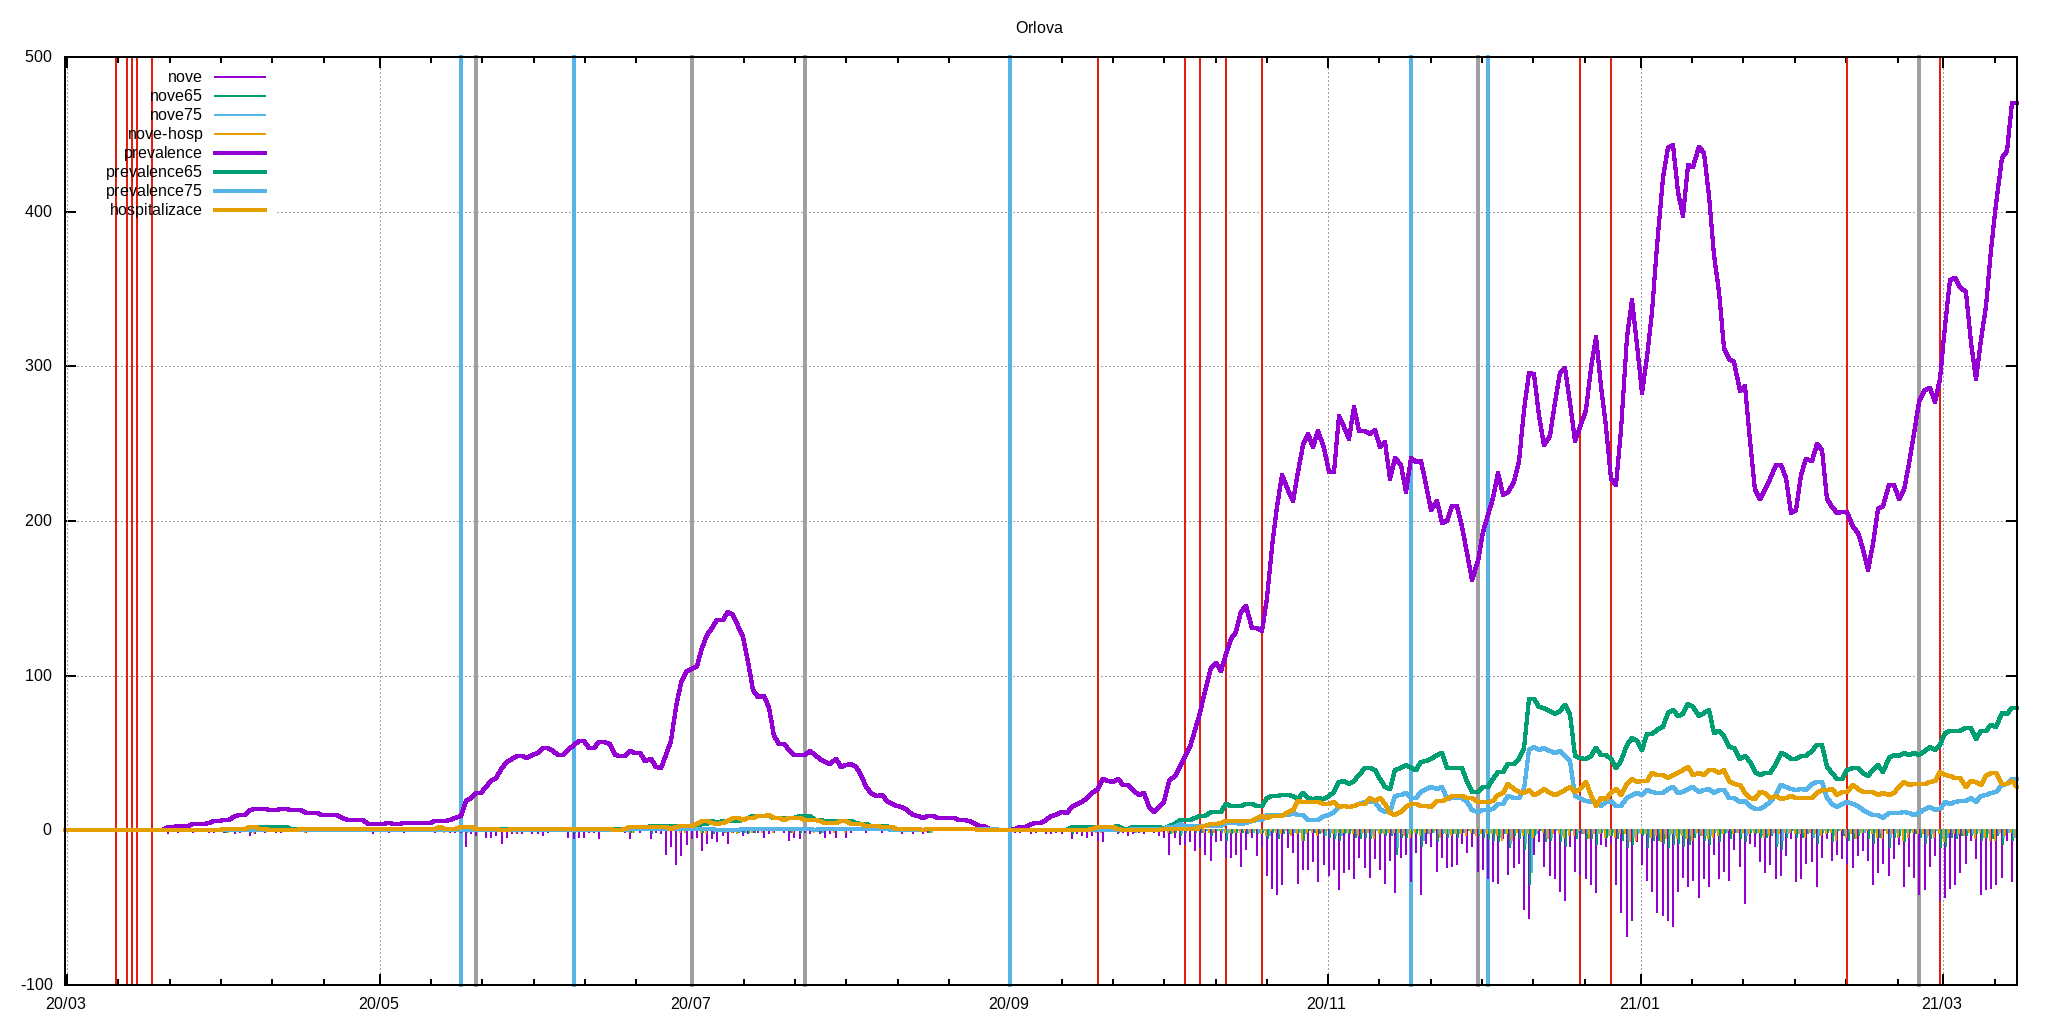 Orlova
500
400
300
200
100
0
-100
nove
nove65
nove75
nove-hosp
prevalence
prevalence65
prevalence75
hospitalizace
20/03 20/05 20/07 20/09 20/11 21/01 21/03